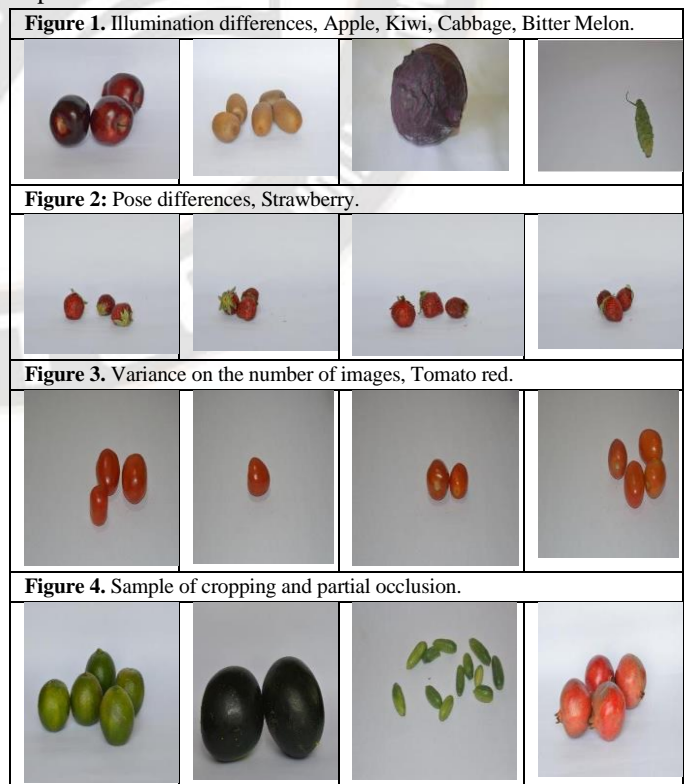 Figure 1. Illumination differences, Apple, Kiwi, Cabbage, Bitter Melon.
Figure 2: Pose differences, Strawberry.
Figure 3. Variance on the number of images, Tomato red.
Figure 4. Sample of cropping and partial occlusion.